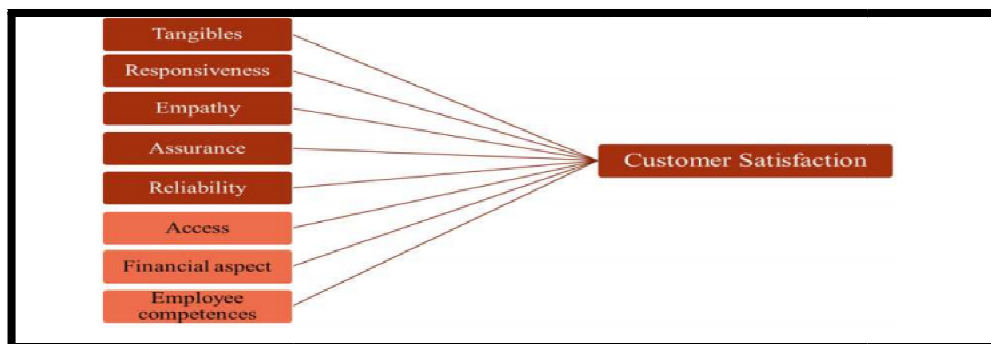 Tangibles
Responsiveness
Empathy
Assurance
Reliability
Access
Financial aspect
Employee
competences
Customer Satisfaction